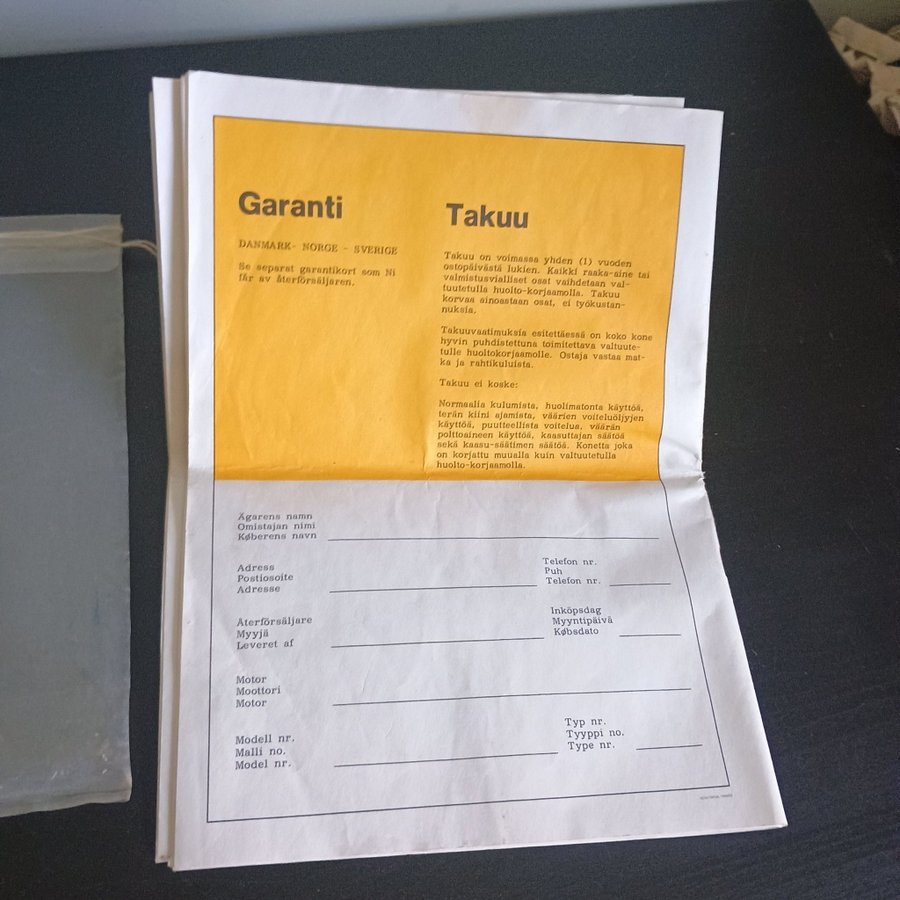 Garanti
DANMARK- NORGE - SVERIGE
Se separat garantikort som Ni
får av återförsäljaren.
Takuu
Takuu on voimassa yhden (1) vuoden
ostopäivästä lukien. Kaikki raaka-aine tai
valmistusvialliset osat vaihdetaan val-
tuutetulla huolto-korjaamolla. Takuu
korvaa ainoastaan osat, ei työkustan-
nuksia.
Takuuvaatimuksia esitettäessä on koko kone
hyvin puhdistettuna toimitettava valtuute-
tulle huoltokorjaamolle. Ostaja vastaa mat-
ka ja rahtikuluista.
Takuu ei koske:
Normaalia kulumista, huolimatonta käyttöä,
terän kiini ajamista, väärien voiteluöljyjen
käyttöä, puutteellista voitelua, väärän
polttoaineen käyttöä, kaasuttajan säätöä
sekä kaasu-säätimen säätöä. Konetta joka
on korjattu muualla kuin valtuutetulla
huolto-korjaamolla.
Ägarens namn
Omistajan nimi
Køberens navn
Adress
Postiosoite
Adresse
Telefon nr.
Puh
Telefon nr.
Återförsäljare
Myyjä
Leveret af
Inköpsdag
Myyntipäivä
Købsdato
Motor
Moottori
Motor
Modell nr.
Malli no.
Model nr.
Typ nr.
Tyyppi no.
Type nr.